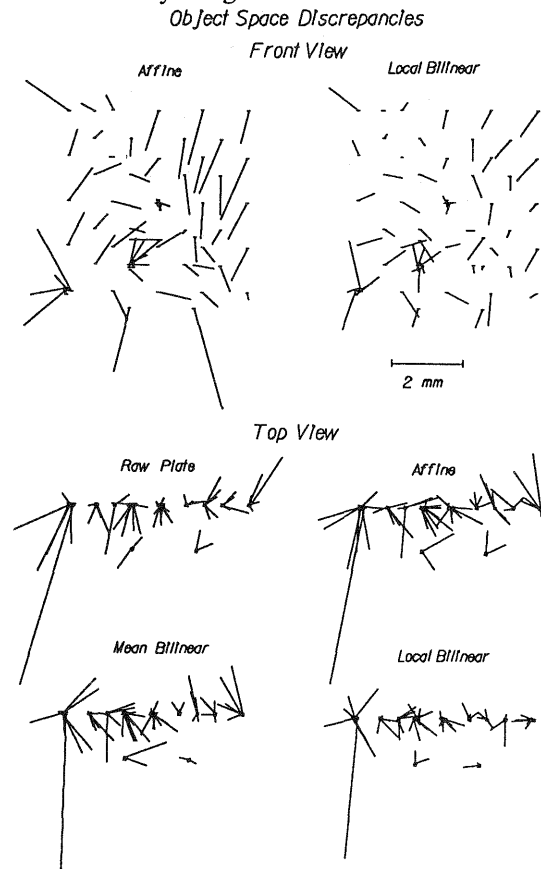 Object Space Discrepancies
Front View
Affine
Local Bilinear
2 mm
Top View
Raw Plate
Affine
Mean Bilinear
Local Bilinear